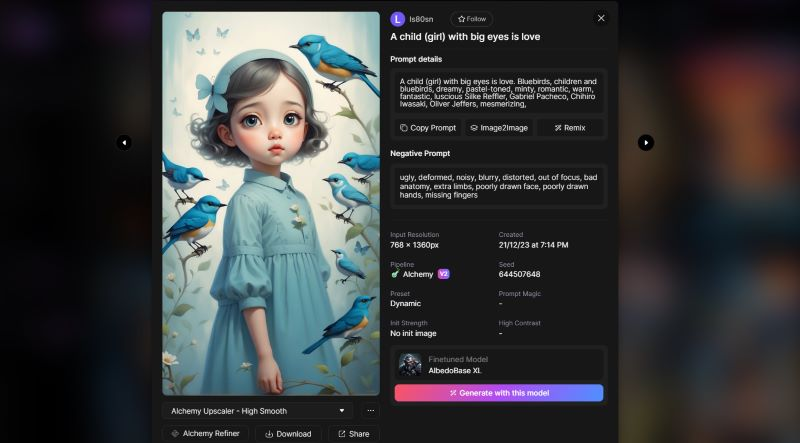 L ls80sn Follow
A child (girl) with big eyes is love
Prompt details
A child (girl) with big eyes is love. Bluebirds, children and
bluebirds, dreamy, pastel-toned, minty, romantic, warm,
fantastic, luscious Silke Reffler, Gabriel Pacheco, Chihiro
Iwasaki, Oliver Jeffers, mesmerizing,
Copy Prompt Image2Image Remix
Negative Prompt
ugly, deformed, noisy, blurry, distorted, out of focus, bad
anatomy, extra limbs, poorly drawn face, poorly drawn
hands, missing fingers
Input Resolution Created
768 × 1360px 21/12/23 at 7:14 PM
Pipeline Seed
Alchemy V2 644507648
Preset Prompt Magic
Dynamic -
Init Strength High Contrast
No init image -
Finetuned Model
AlbedoBase XL
Generate with this model
Alchemy Upscaler - High Smooth
Alchemy Refiner Download Share